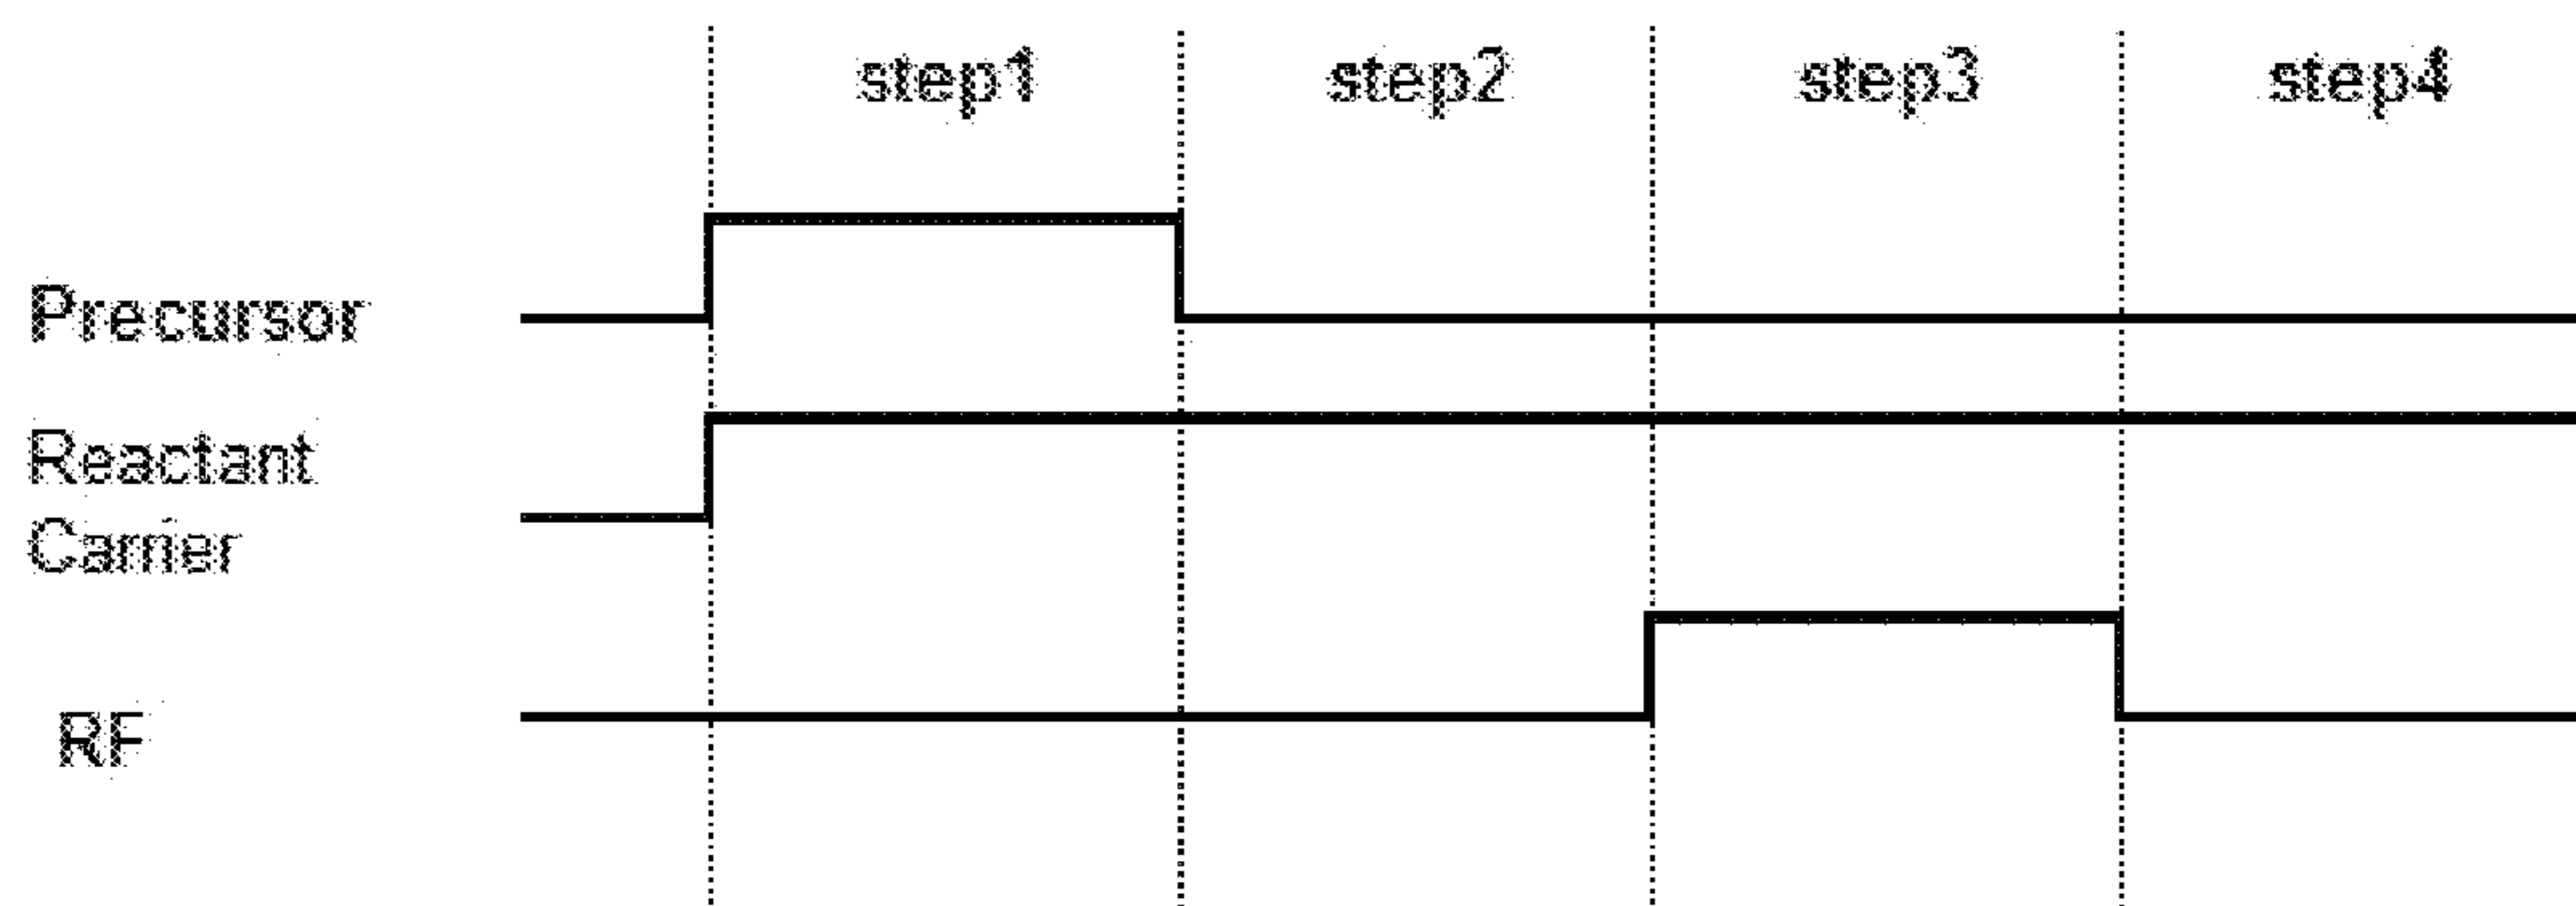 step1 step2 step3 step4
Precursor
Reactant
Carrier
RF